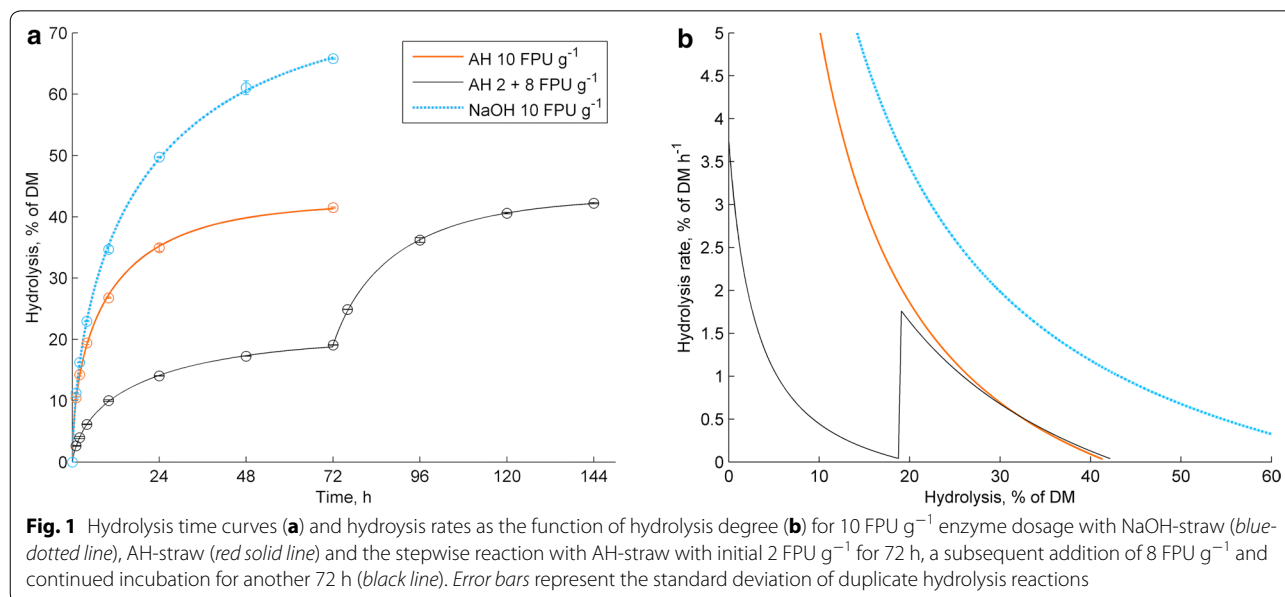 a
70
60
50
40
30
20
10
0
Hydrolysis, % of DM
24
48
72
96
120
144
Time, h
AH 10 FPU g⁻¹
AH 2 + 8 FPU g⁻¹
NaOH 10 FPU g⁻¹
b
5
4.5
4
3.5
3
2.5
2
1.5
1
0.5
0
Hydrolysis rate, % of DM h⁻¹
0
10
20
30
40
50
60
Hydrolysis, % of DM
Fig. 1 Hydrolysis time curves (a) and hydroysis rates as the function of hydrolysis degree (b) for 10 FPU g⁻¹ enzyme dosage with NaOH-straw (blue-
dotted line), AH-straw (red solid line) and the stepwise reaction with AH-straw with initial 2 FPU g⁻¹ for 72 h, a subsequent addition of 8 FPU g⁻¹ and
continued incubation for another 72 h (black line). Error bars represent the standard deviation of duplicate hydrolysis reactions